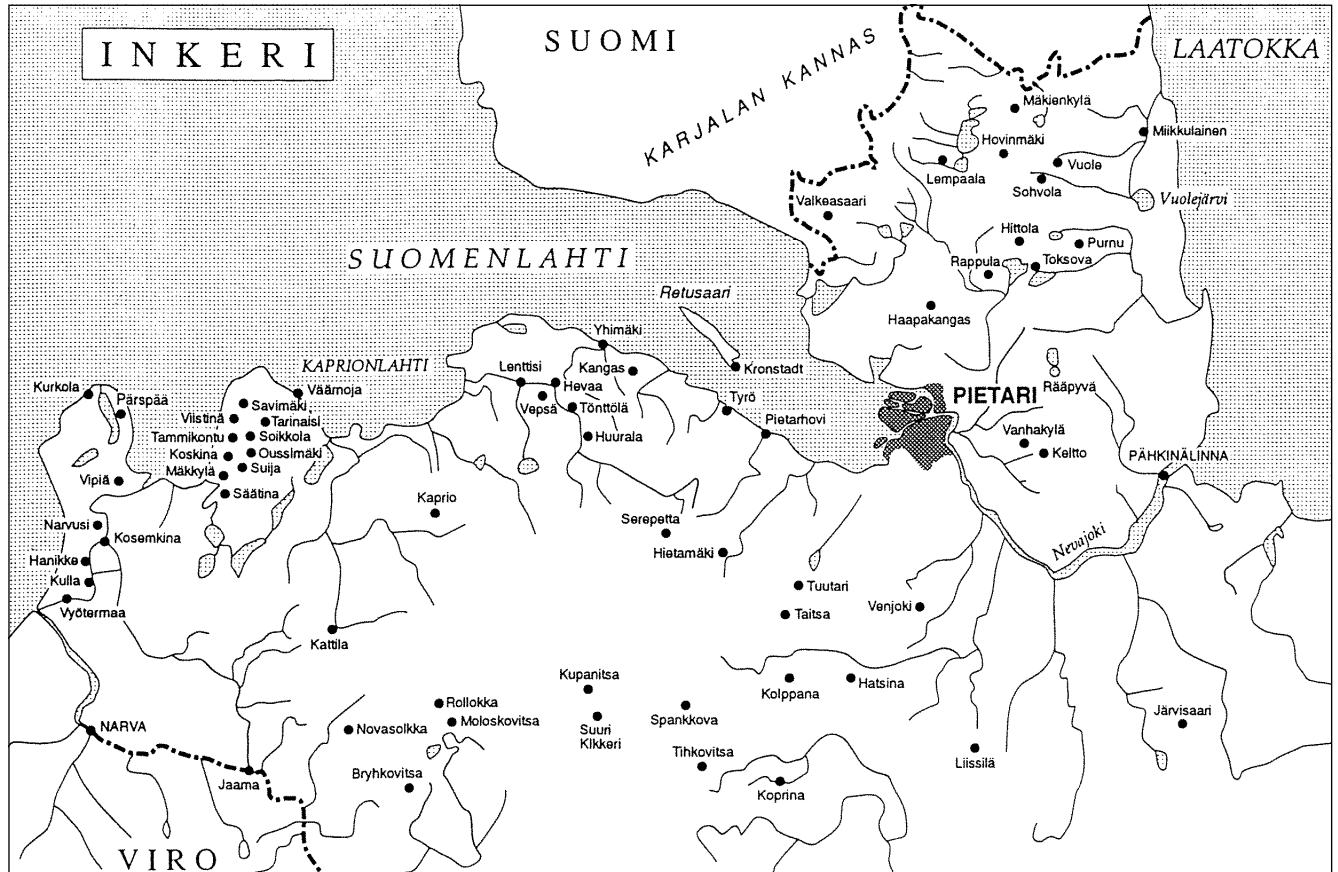 INKERI
SUOMI
KARJALAN KANNAS
LAATOKKA
Mäkienkylä
Miikkulainen
Hovinmäki
Lempaala
Vuole
Sohvola
Vuolejärvi
Valkeasaari
Hittola
Purnu
Rappula
Toksova
SUOMENLAHTI
Retusaari
Haapakangas
Yhimäki
KAPRIONLAHTI
Lenttisi
Kangas
Kronstadt
Hevaa
Rääpyvä
Kurkola
Väärnoja
Pärspää
Savimäki
Vepsä
Tönttölä
Tyrö
PIETARI
Viistinä
Tarinaisi
Pietarhovi
Tammikontu
Soikkola
Huurala
Vanhakylä
Koskina
Oussimäki
Keltto
PÄHKINÄLINNA
Mäkkylä
Suija
Vipiä
Säätina
Kaprio
Narvusi
Serepetta
Kosemkina
Hietamäki
Nevajoki
Hanikke
Kulla
Tuutari
Vyötermaa
Taitsa
Venjoki
Kattila
Kupanitsa
Kolppana
Hatsina
Rollokka
Suuri
Kikkeri
Spankkova
Moloskovitsa
Järvisaari
NARVA
Novasolkka
Tihkovitsa
Liissilä
Jaama
Bryhkovitsa
Koprina
VIRO